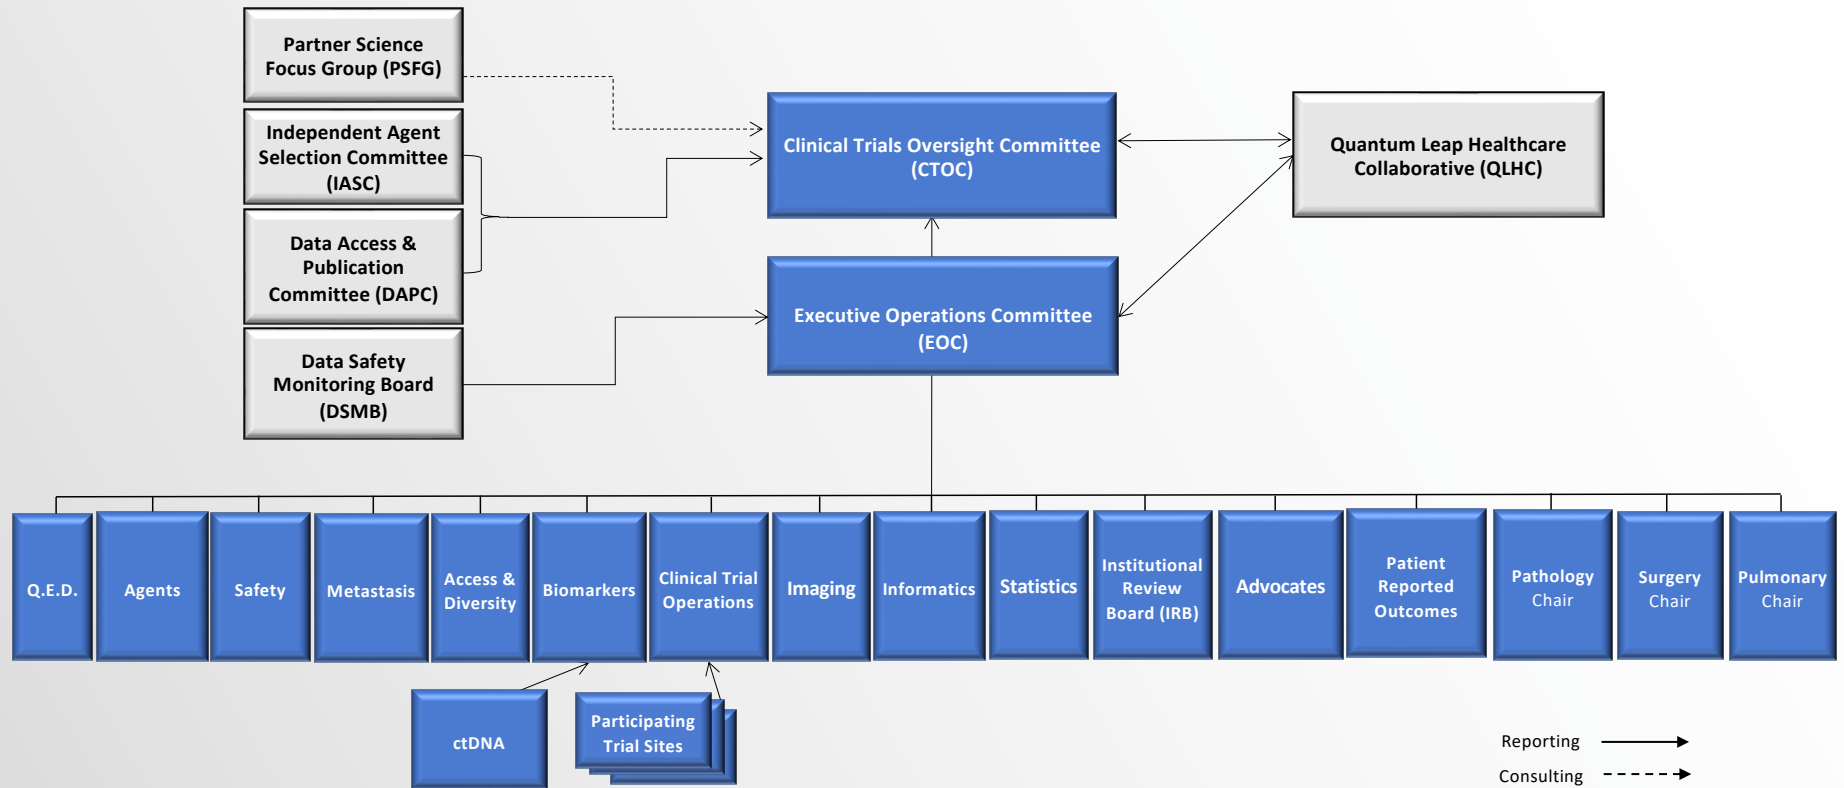 Partner Science
Focus Group (PSFG)
Independent Agent
Selection Committee
(IASC)
Data Access &
Publication
Committee (DAPC)
Data Safety
Monitoring Board
(DSMB)
Clinical Trials Oversight Committee
(CTOC)
Quantum Leap Healthcare
Collaborative (QLHC)
Executive Operations Committee
(EOC)
Q.E.D.
Agents
Safety
Metastasis
Access &
Diversity
Biomarkers
Clinical Trial
Operations
Imaging
Informatics
Statistics
Institutional
Review
Board (IRB)
Advocates
Patient
Reported
Outcomes
Pathology
Chair
Surgery
Chair
Pulmonary
Chair
ctDNA
Participating
Trial Sites
Reporting
Consulting